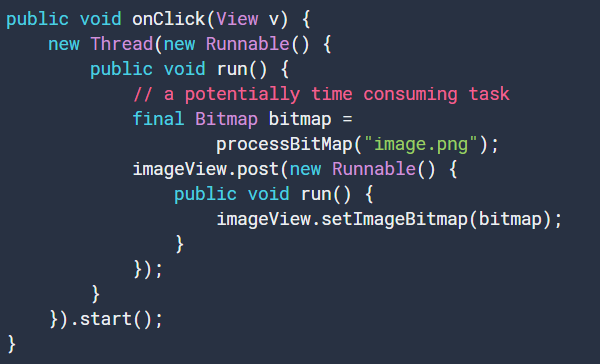 public void onClick(View v) {
    new Thread(new Runnable() {
        public void run() {
            // a potentially time consuming task
            final Bitmap bitmap =
                    processBitMap("image.png");
            imageView.post(new Runnable() {
                public void run() {
                    imageView.setImageBitmap(bitmap);
                }
            });
        }
    }).start();
}